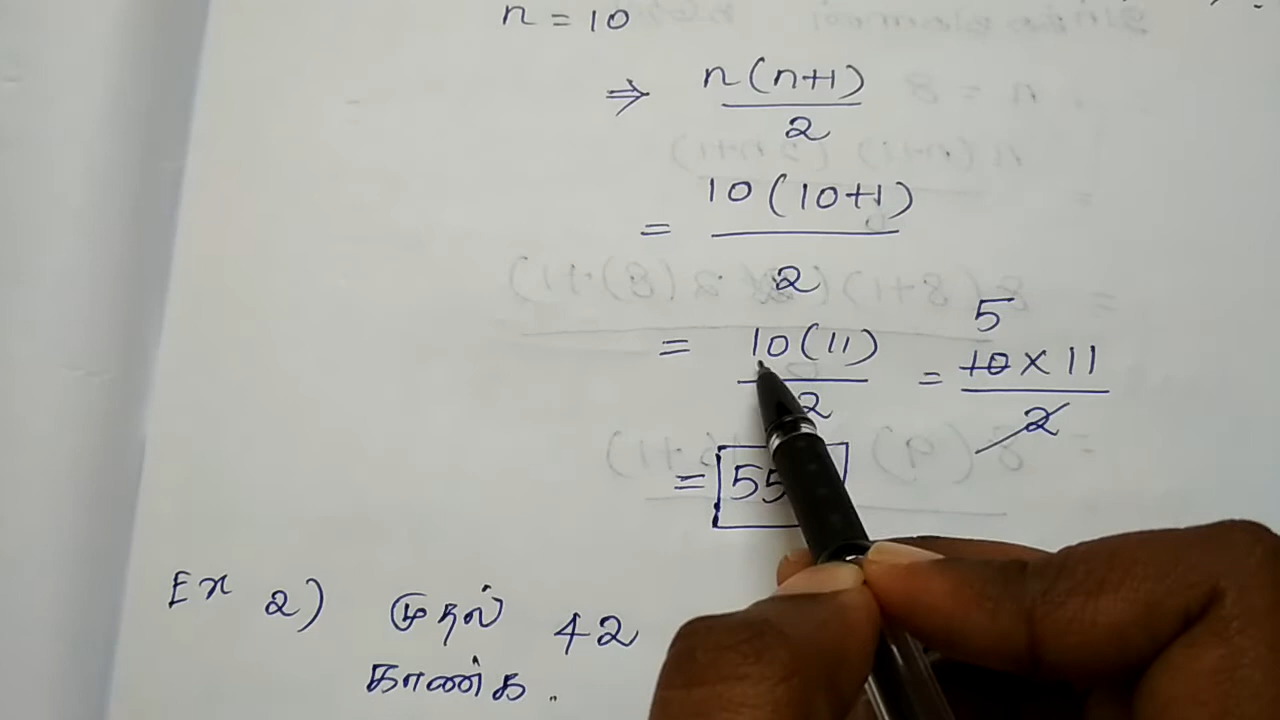 n = 10
⇒ n(n+1) / 2
= 10(10+1) / 2
= 10(11) / 2 = 10 × 11 / 2
5
= 55
Ex 2) முதல் 42
காண்க.